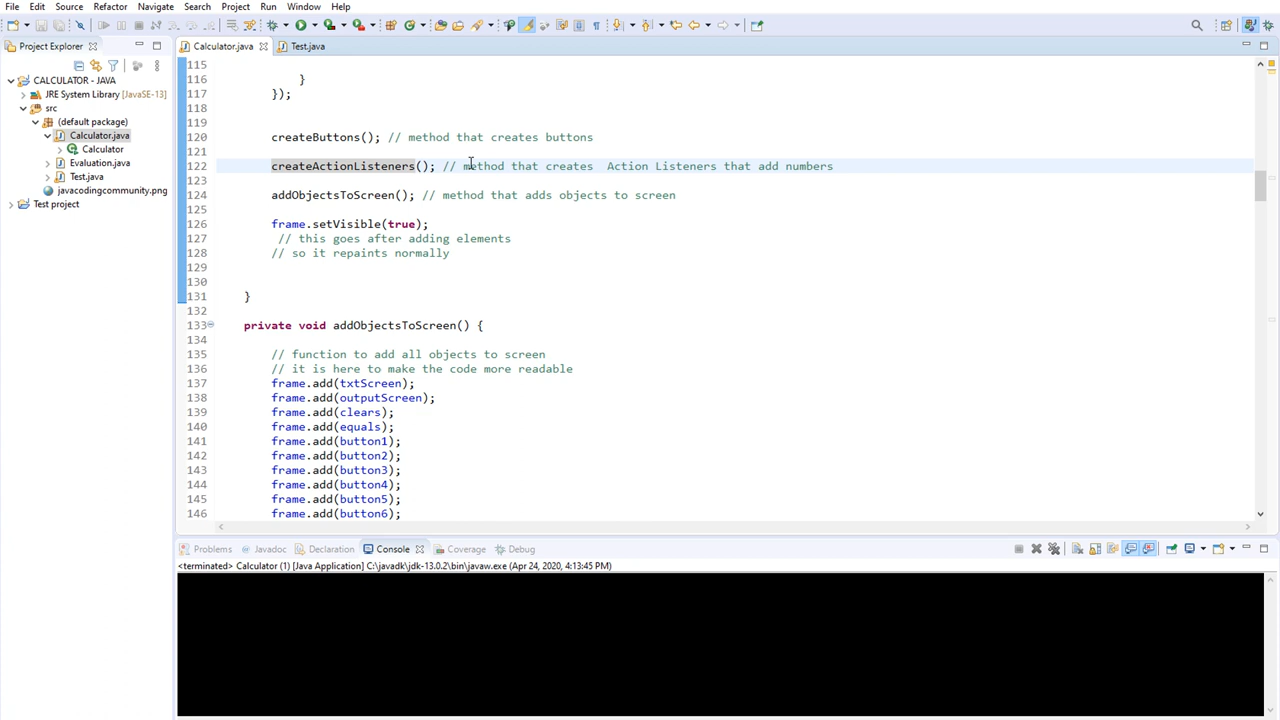 File Edit Source Refactor Navigate Search Project Run Window Help
Project Explorer
CALCULATOR - JAVA
JRE System Library [JavaSE-13]
src
(default package)
Calculator.java
Calculator
Evaluation.java
Test.java
javacodingcommunity.png
Test project
Calculator.java Test.java
115
116 }
117 });
118
119
120 createButtons(); // method that creates buttons
121
122 createActionListeners(); // method that creates  Action Listeners that add numbers
123
124 addObjectsToScreen(); // method that adds objects to screen
125
126 frame.setVisible(true);
127 // this goes after adding elements
128 // so it repaints normally
129
130
131 }
132
133 private void addObjectsToScreen() {
134
135 // function to add all objects to screen
136 // it is here to make the code more readable
137 frame.add(txtScreen);
138 frame.add(outputScreen);
139 frame.add(clears);
140 frame.add(equals);
141 frame.add(button1);
142 frame.add(button2);
143 frame.add(button3);
144 frame.add(button4);
145 frame.add(button5);
146 frame.add(button6);
Problems Javadoc Declaration Console Coverage Debug
<terminated> Calculator (1) [Java Application] C:\javadk\jdk-13.0.2\bin\javaw.exe (Apr 24, 2020, 4:13:45 PM)